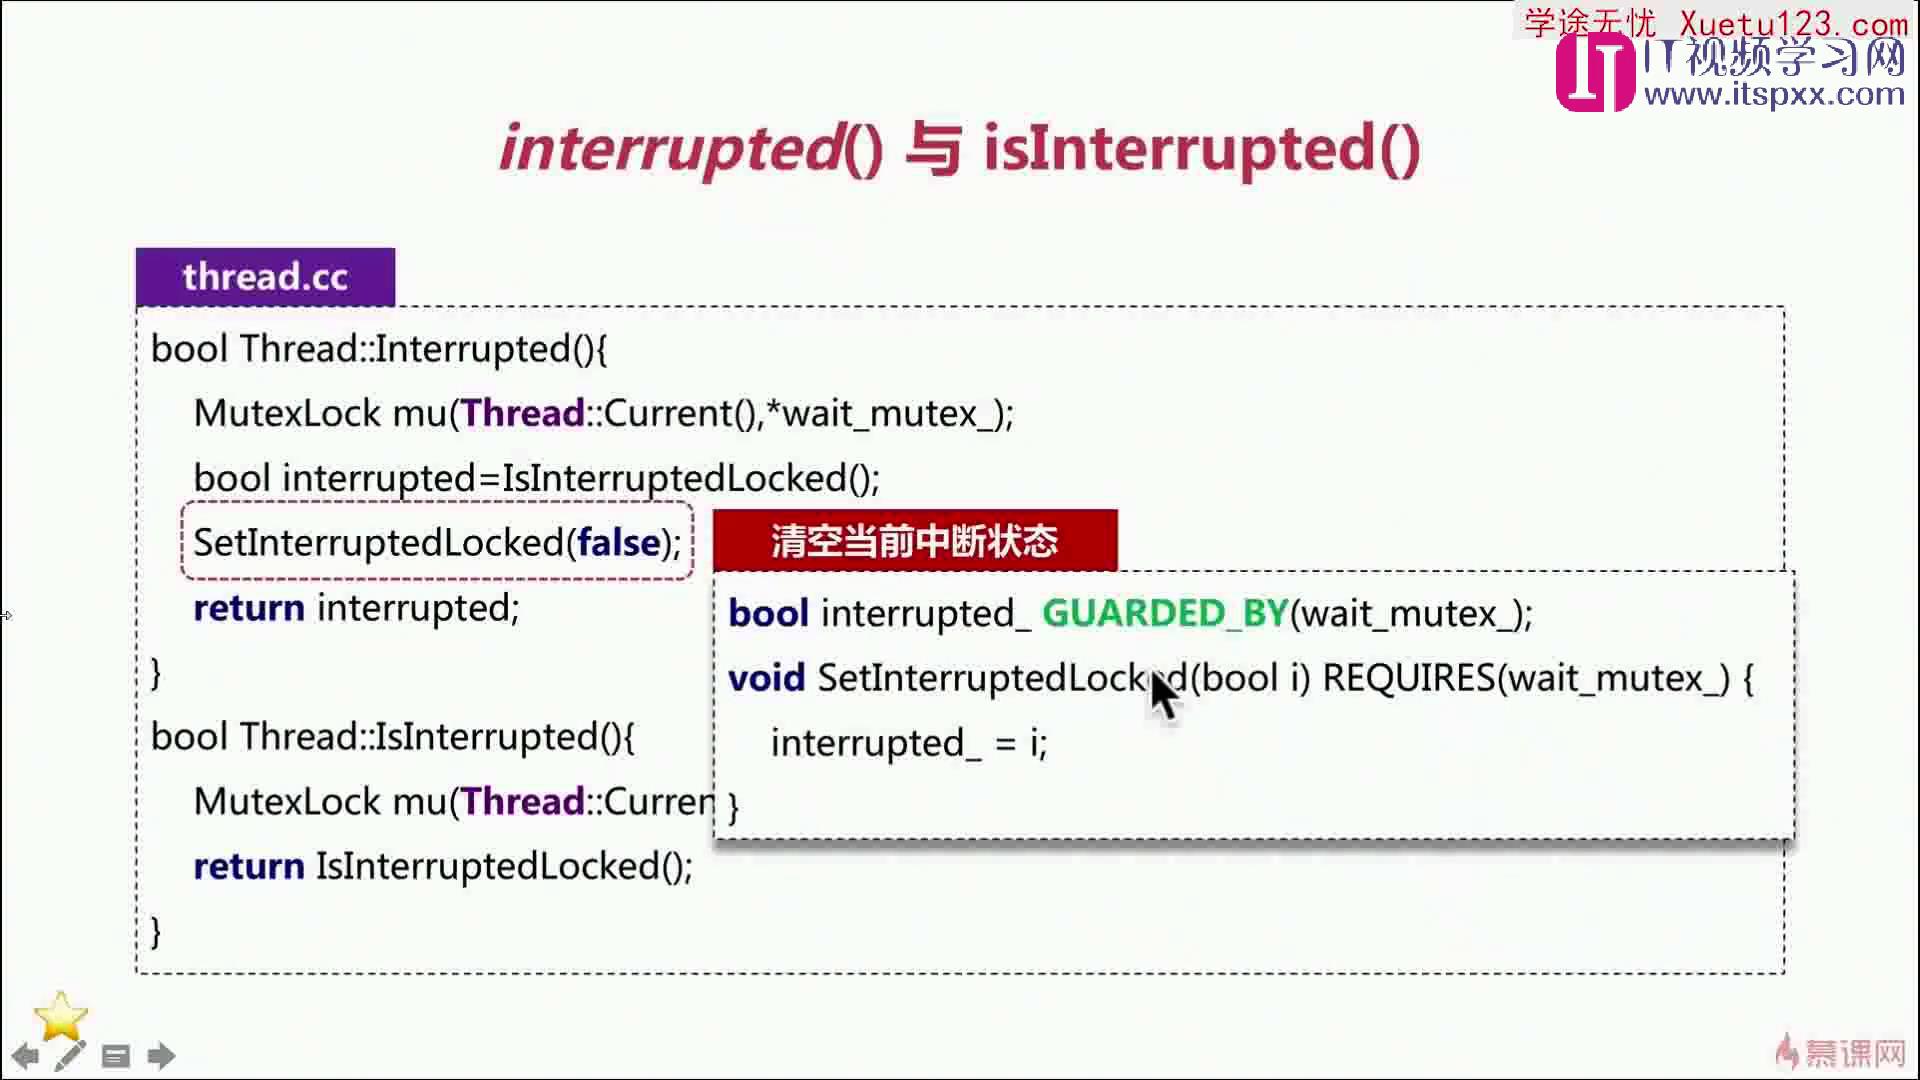 学途无忧 Xuetu123.com
IT视频学习网
www.itspxx.com
interrupted() 与 isInterrupted()
thread.cc
bool Thread::Interrupted(){
MutexLock mu(Thread::Current(),*wait_mutex_);
bool interrupted=IsInterruptedLocked();
SetInterruptedLocked(false);
return interrupted;
}
bool Thread::IsInterrupted(){
MutexLock mu(Thread::Curren
return IsInterruptedLocked();
}
清空当前中断状态
bool interrupted_ GUARDED_BY(wait_mutex_);
void SetInterruptedLocked(bool i) REQUIRES(wait_mutex_) {
interrupted_ = i;
}
慕课网